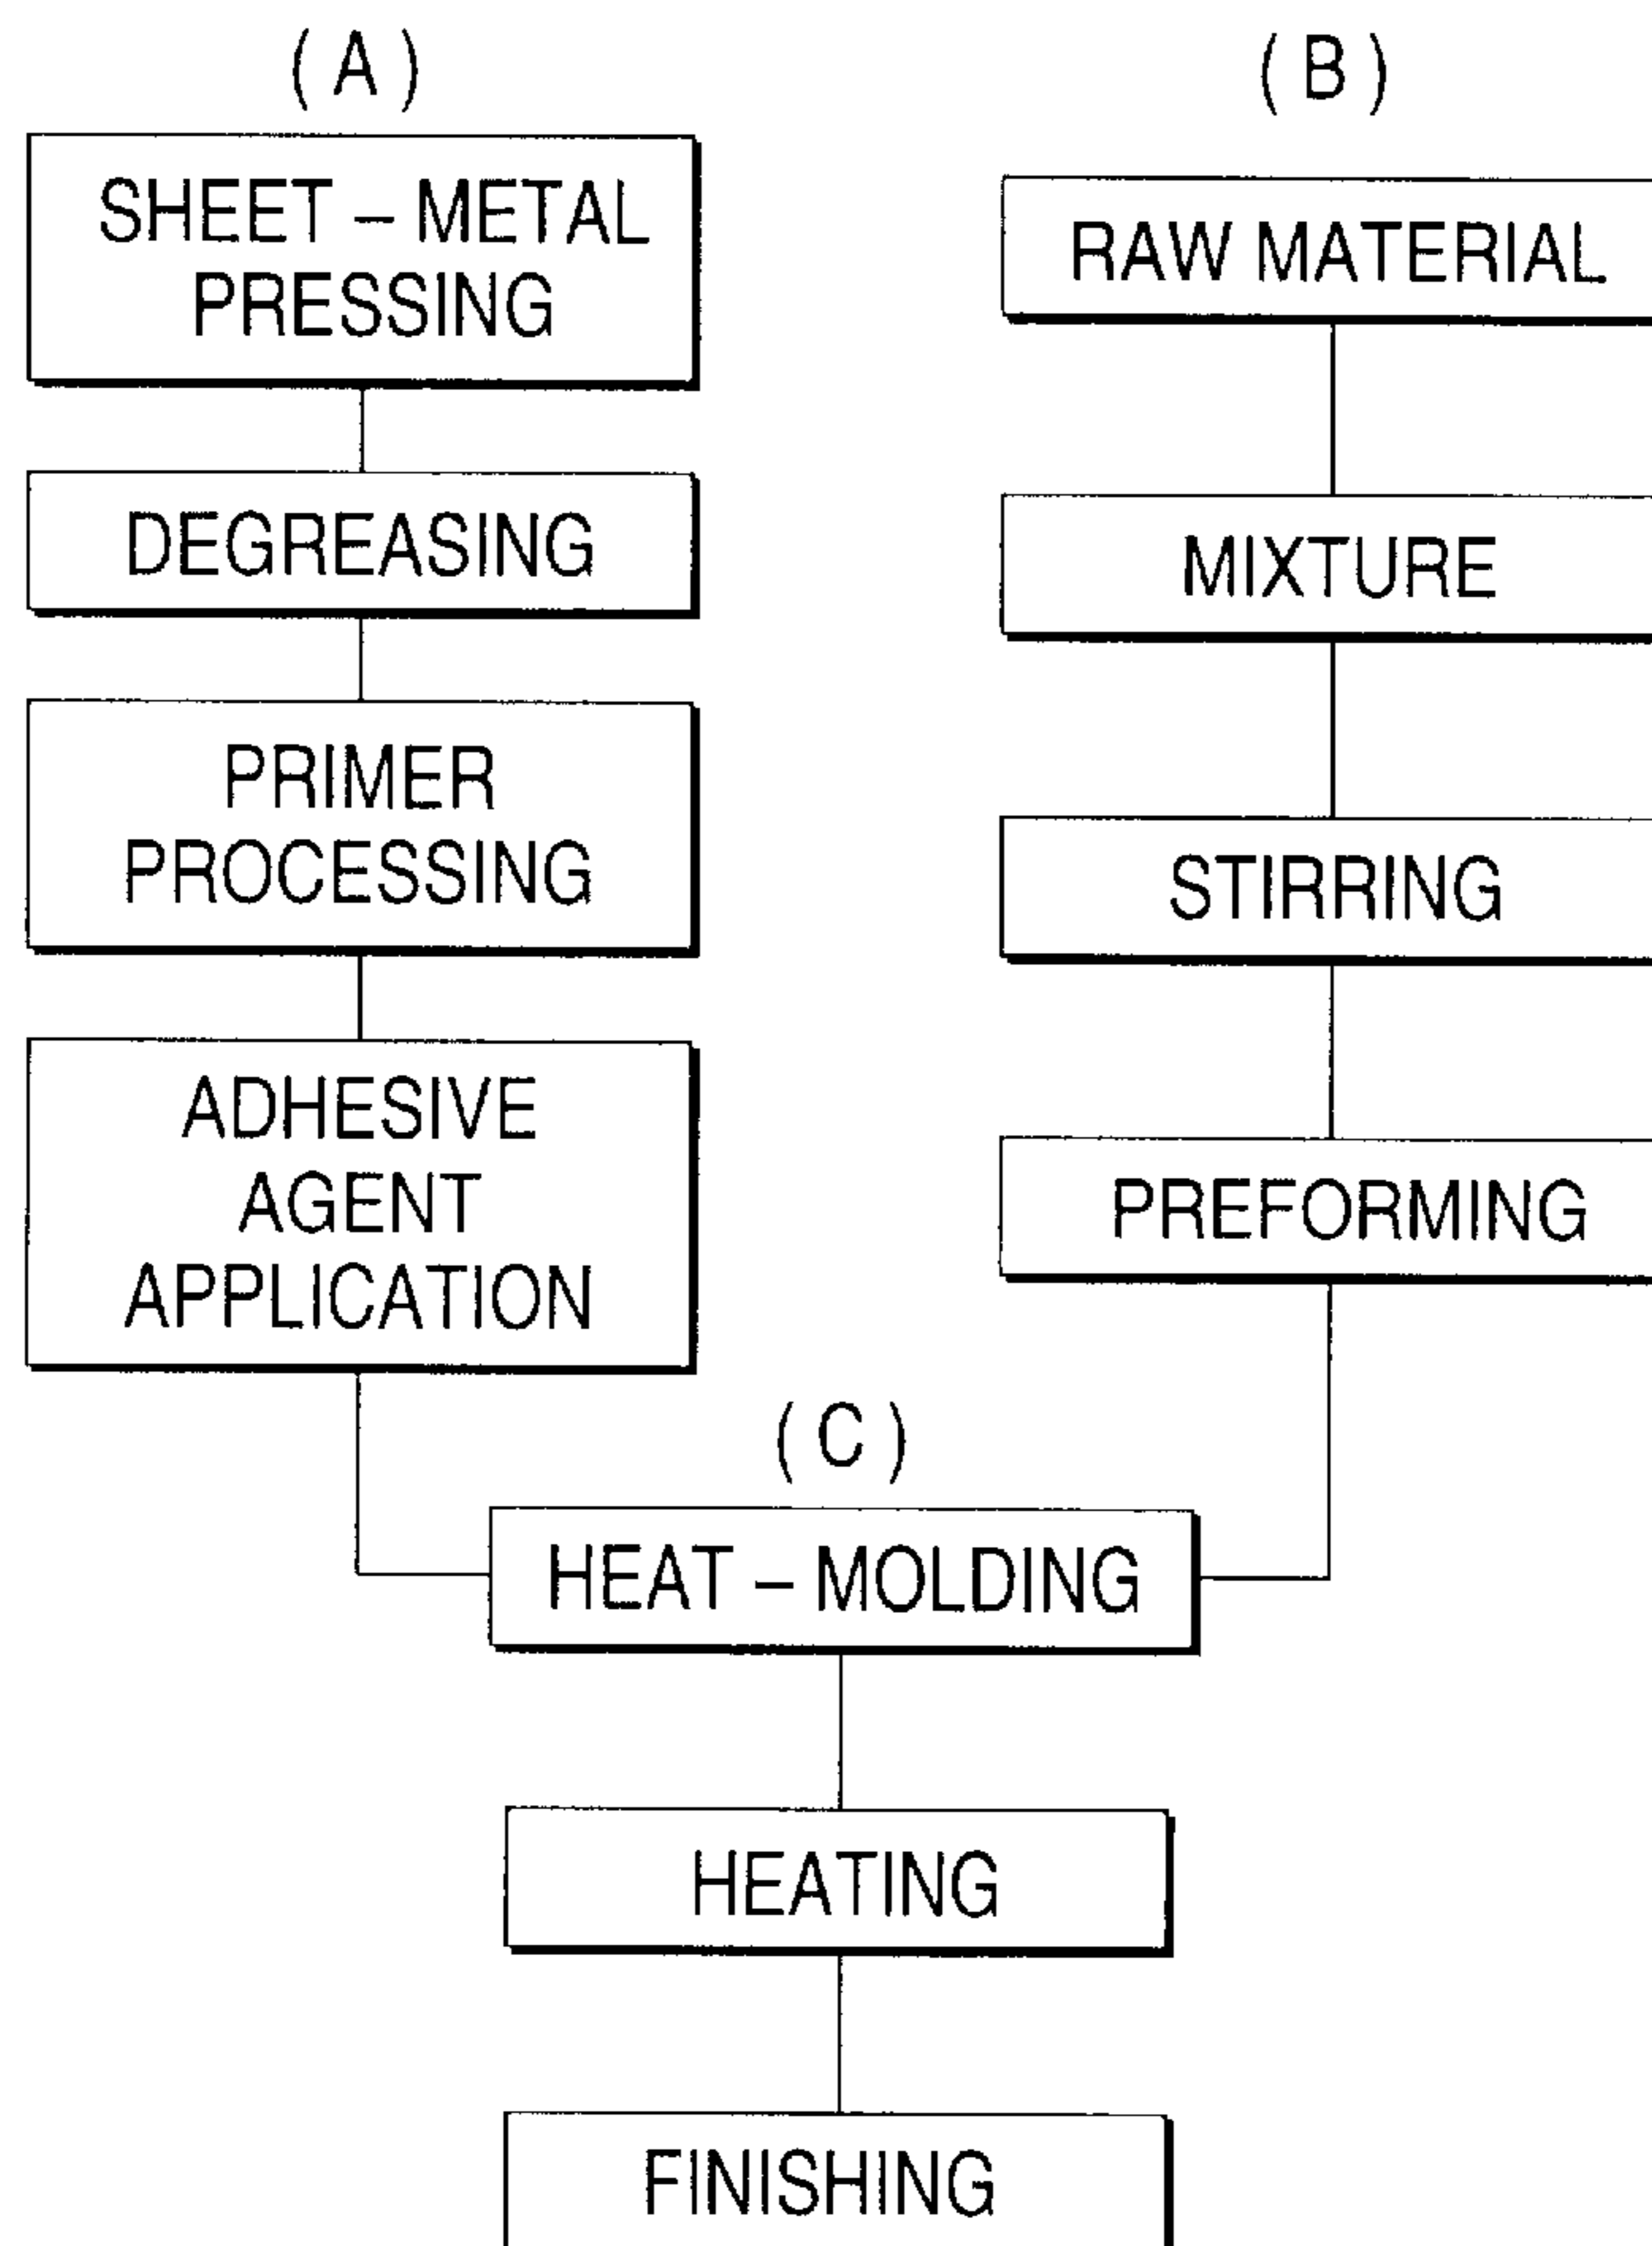 ( A )
SHEET – METAL
PRESSING
DEGREASING
PRIMER
PROCESSING
ADHESIVE
AGENT
APPLICATION
( B )
RAW MATERIAL
MIXTURE
STIRRING
PREFORMING
( C )
HEAT – MOLDING
HEATING
FINISHING